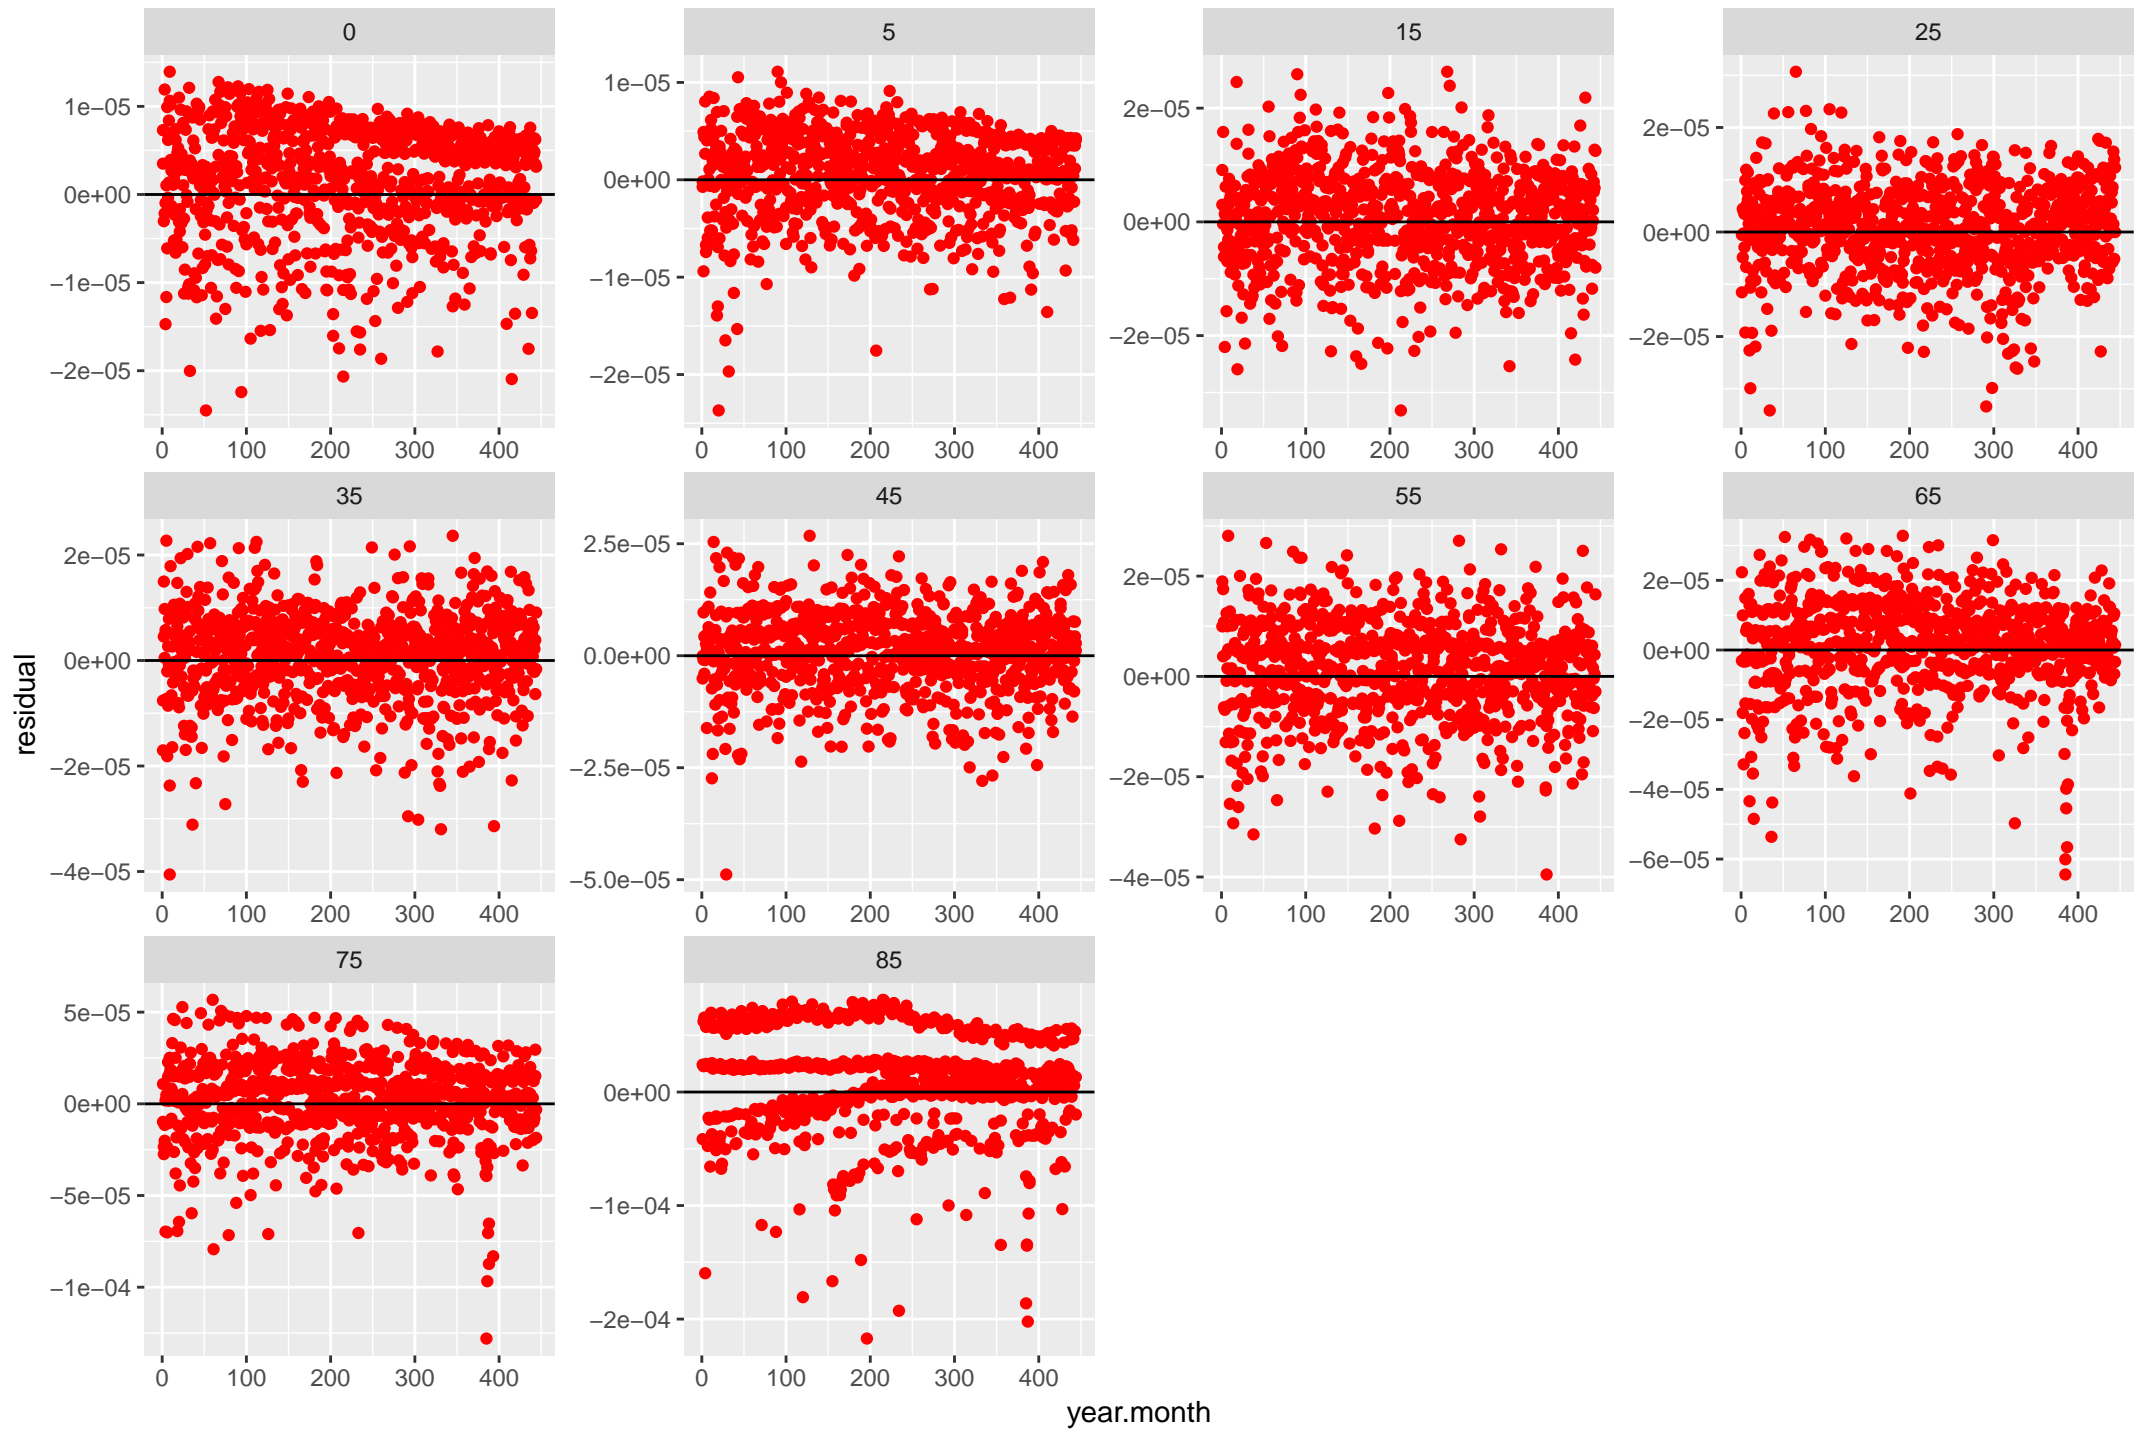 0 5 15 25
1e−05 1e−05 2e−05 2e−05
0e+00 0e+00 0e+00 0e+00
−1e−05 −1e−05 −2e−05 −2e−05
−2e−05 −2e−05
0 100 200 300 400 0 100 200 300 400 0 100 200 300 400 0 100 200 300 400
35 45 55 65
2e−05 2.5e−05 2e−05 2e−05
0e+00 0.0e+00 0e+00 0e+00
−2e−05 −2.5e−05 −2e−05 −2e−05
−4e−05 −5.0e−05 −4e−05 −4e−05
−6e−05
0 100 200 300 400 0 100 200 300 400 0 100 200 300 400 0 100 200 300 400
residual
75 85
5e−05 0e+00
0e+00 −1e−04
−5e−05 −2e−04
−1e−04
0 100 200 300 400 0 100 200 300 400
year.month